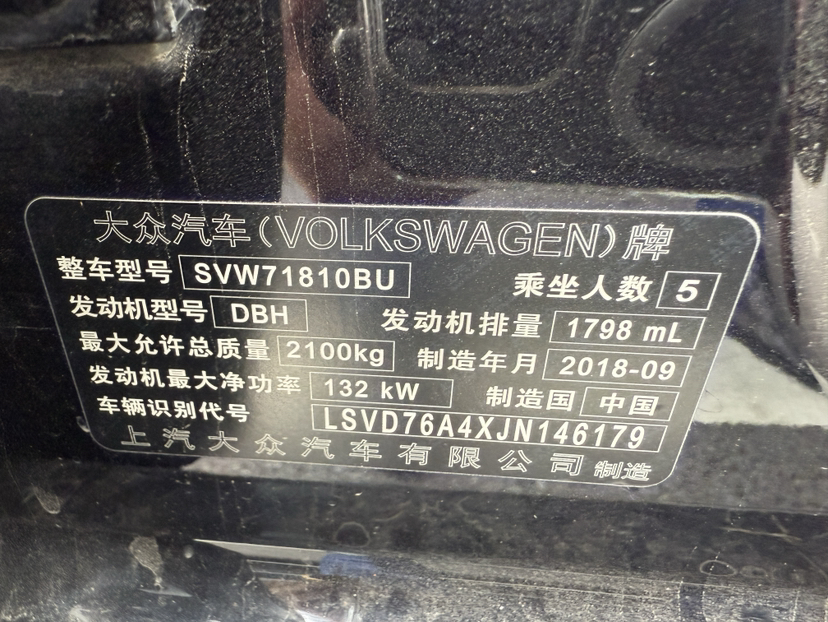 大众汽车(VOLKSWAGEN)牌
整车型号 SVW71810BU 乘坐人数 5
发动机型号 DBH 发动机排量 1798 mL
最大允许总质量 2100kg 制造年月 2018-09
发动机最大净功率 132 kW 制造国 中国
车辆识别代号 LSVD76A4XJN146179
上汽大众汽车有限公司 制造